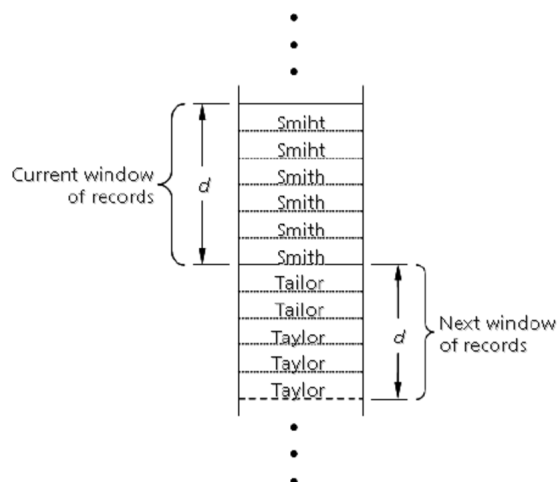 Smiht
Smiht
Smith
Smith
Smith
Smith
Current window
of records
d
Tailor
Tailor
Taylor
Taylor
Taylor
d
Next window
of records